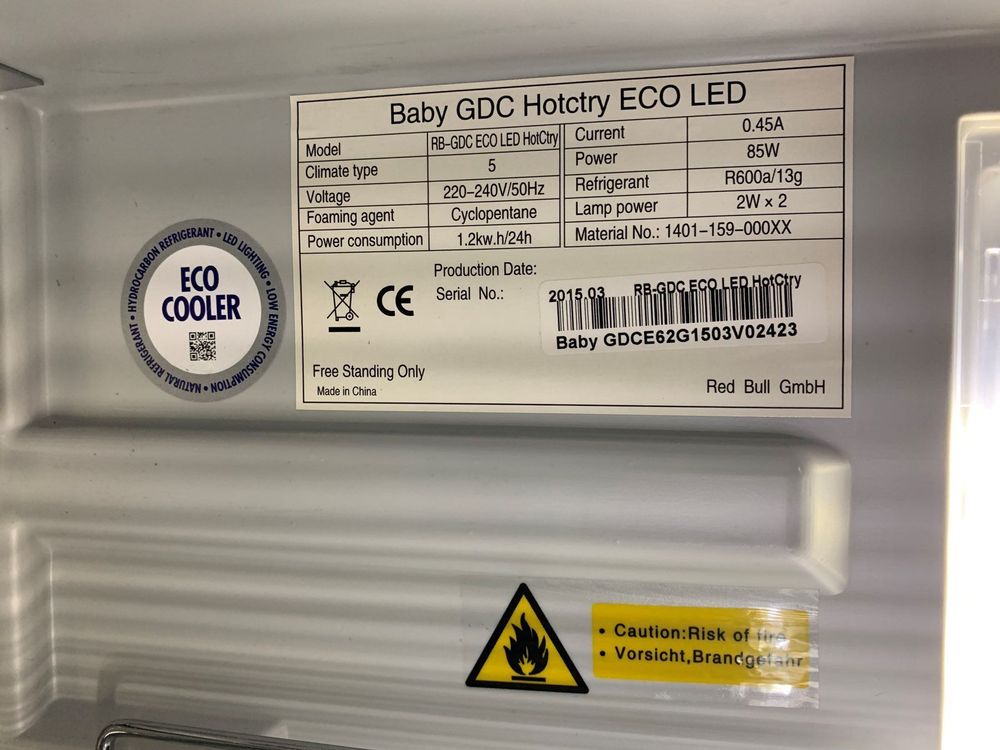 Baby GDC Hotctry ECO LED
Model RB-GDC ECO LED HotCtry
Climate type 5
Voltage 220-240V/50Hz
Foaming agent Cyclopentane
Power consumption 1.2kw.h/24h
Current 0.45A
Power 85W
Refrigerant R600a/13g
Lamp power 2W × 2
Material No.: 1401-159-000XX
Production Date:
Serial No.:
2015.03 RB-GDC ECO LED HotCtry
Baby GDCE62G1503V02423
CE
Free Standing Only
Made in China
Red Bull GmbH
HYDROCARBON REFRIGERANT • LED LIGHTING • LOW ENERGY CONSUMPTION • NATURAL REFRIGERANT •
ECO
COOLER
• Caution:Risk of fire
• Vorsicht,Brandgefahr